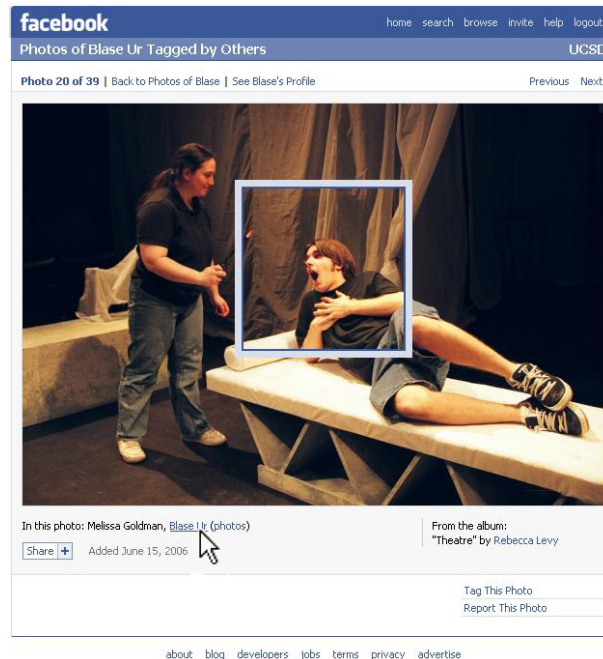 facebook
home search browse invite help logout
Photos of Blase Ur Tagged by Others UCSD
Photo 20 of 39 | Back to Photos of Blase | See Blase's Profile Previous Next
In this photo: Melissa Goldman, Blase Ur (photos)
Share + Added June 15, 2006
From the album:
"Theatre" by Rebecca Levy
Tag This Photo
Report This Photo
about blog developers jobs terms privacy advertise